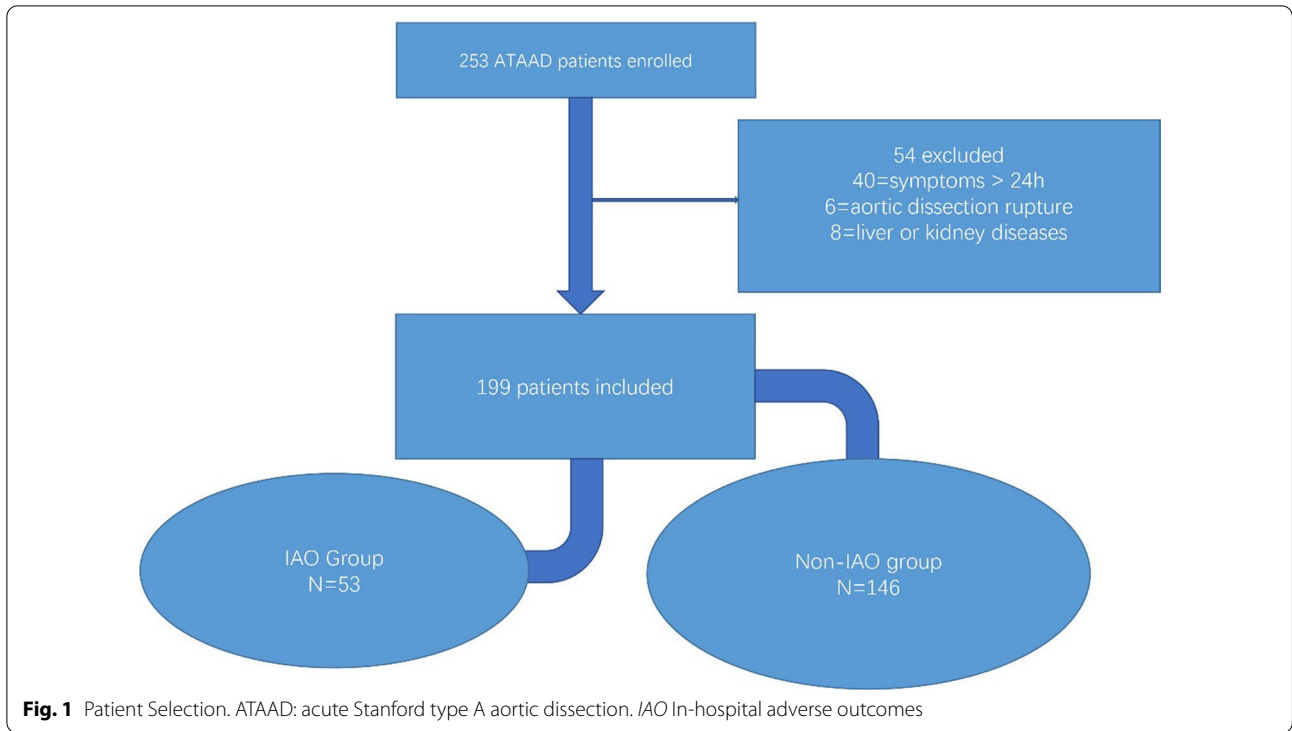 253 ATAAD patients enrolled
54 excluded
40=symptoms > 24h
6=aortic dissection rupture
8=liver or kidney diseases
199 patients included
IAO Group
N=53
Non-IAO group
N=146
Fig. 1 Patient Selection. ATAAD: acute Stanford type A aortic dissection. IAO In-hospital adverse outcomes